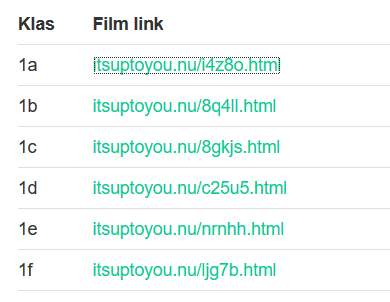 Klas Film link
1a itsuptoyou.nu/i4z8o.html
1b itsuptoyou.nu/8q4ll.html
1c itsuptoyou.nu/8gkjs.html
1d itsuptoyou.nu/c25u5.html
1e itsuptoyou.nu/nrnhh.html
1f itsuptoyou.nu/ljg7b.html